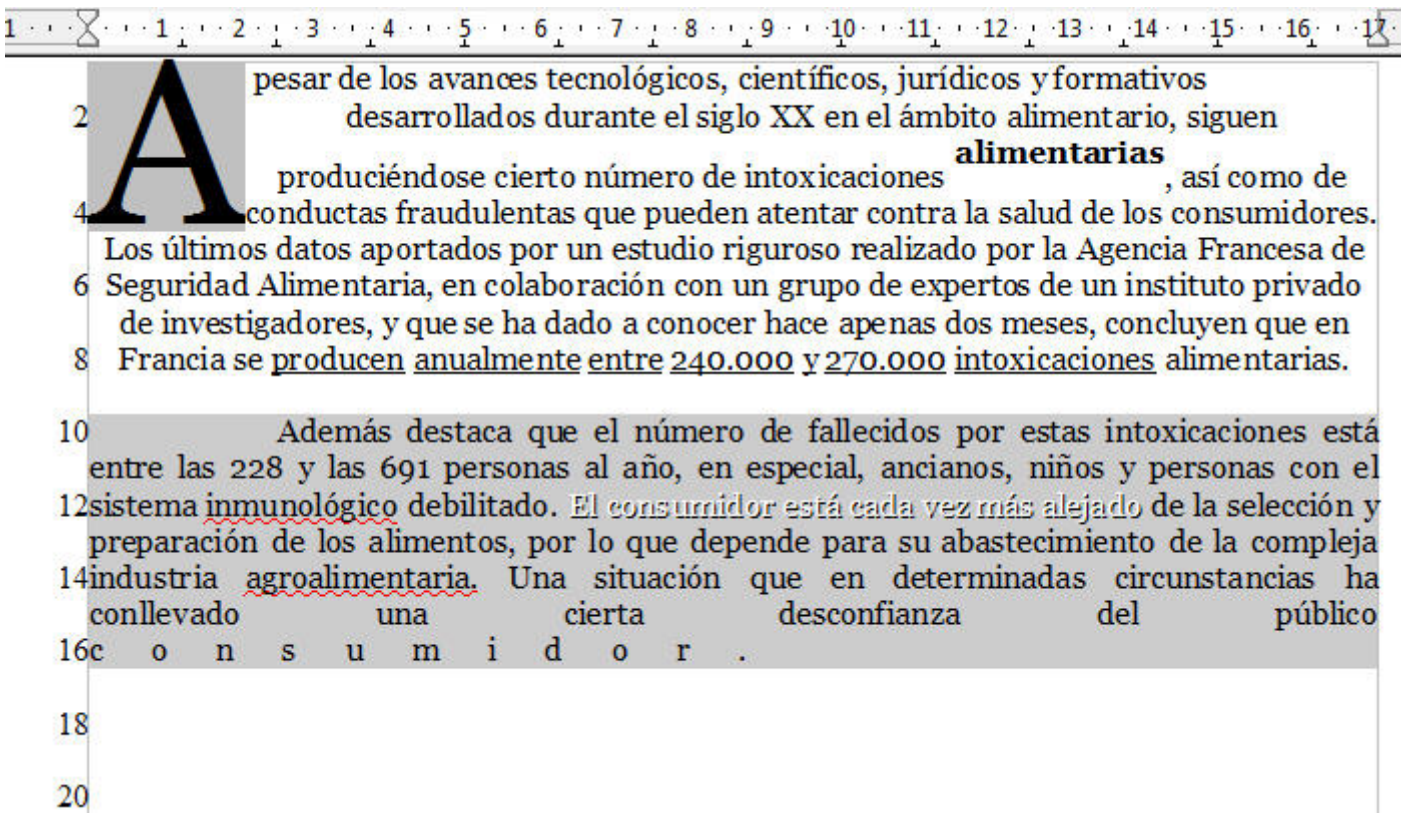 1 1 2 3 4 5 6 7 8 9 10 11 12 13 14 15 16 17
A pesar de los avances tecnológicos, científicos, jurídicos y formativos
2 desarrollados durante el siglo XX en el ámbito alimentario, siguen
produciéndose cierto número de intoxicaciones alimentarias, así como de
4 conductas fraudulentas que pueden atentar contra la salud de los consumidores.
Los últimos datos aportados por un estudio riguroso realizado por la Agencia Francesa de
6 Seguridad Alimentaria, en colaboración con un grupo de expertos de un instituto privado
de investigadores, y que se ha dado a conocer hace apenas dos meses, concluyen que en
8 Francia se producen anualmente entre 240.000 y 270.000 intoxicaciones alimentarias.
10 Además destaca que el número de fallecidos por estas intoxicaciones está
entre las 228 y las 691 personas al año, en especial, ancianos, niños y personas con el
12 sistema inmunológico debilitado. El consumidor está cada vez más alejado de la selección y
preparación de los alimentos, por lo que depende para su abastecimiento de la compleja
14 industria agroalimentaria. Una situación que en determinadas circunstancias ha
conllevado una cierta desconfianza del público
16 c o n s u m i d o r .
18
20